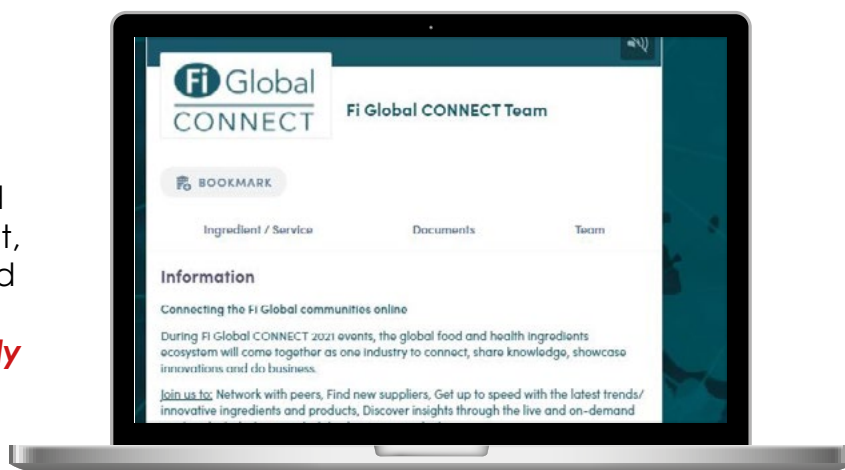 Fi Global
CONNECT
Fi Global CONNECT Team
BOOKMARK
Ingredient / Service
Documents
Team
Information
Connecting the Fi Global communities online
During Fi Global CONNECT 2021 events, the global food and health ingredients
ecosystem will come together as one industry to connect, share knowledge, showcase
innovations and do business.
Join us to: Network with peers, Find new suppliers, Get up to speed with the latest trends/
innovative ingredients and products, Discover insights through the live and on-demand
t,
d
ly